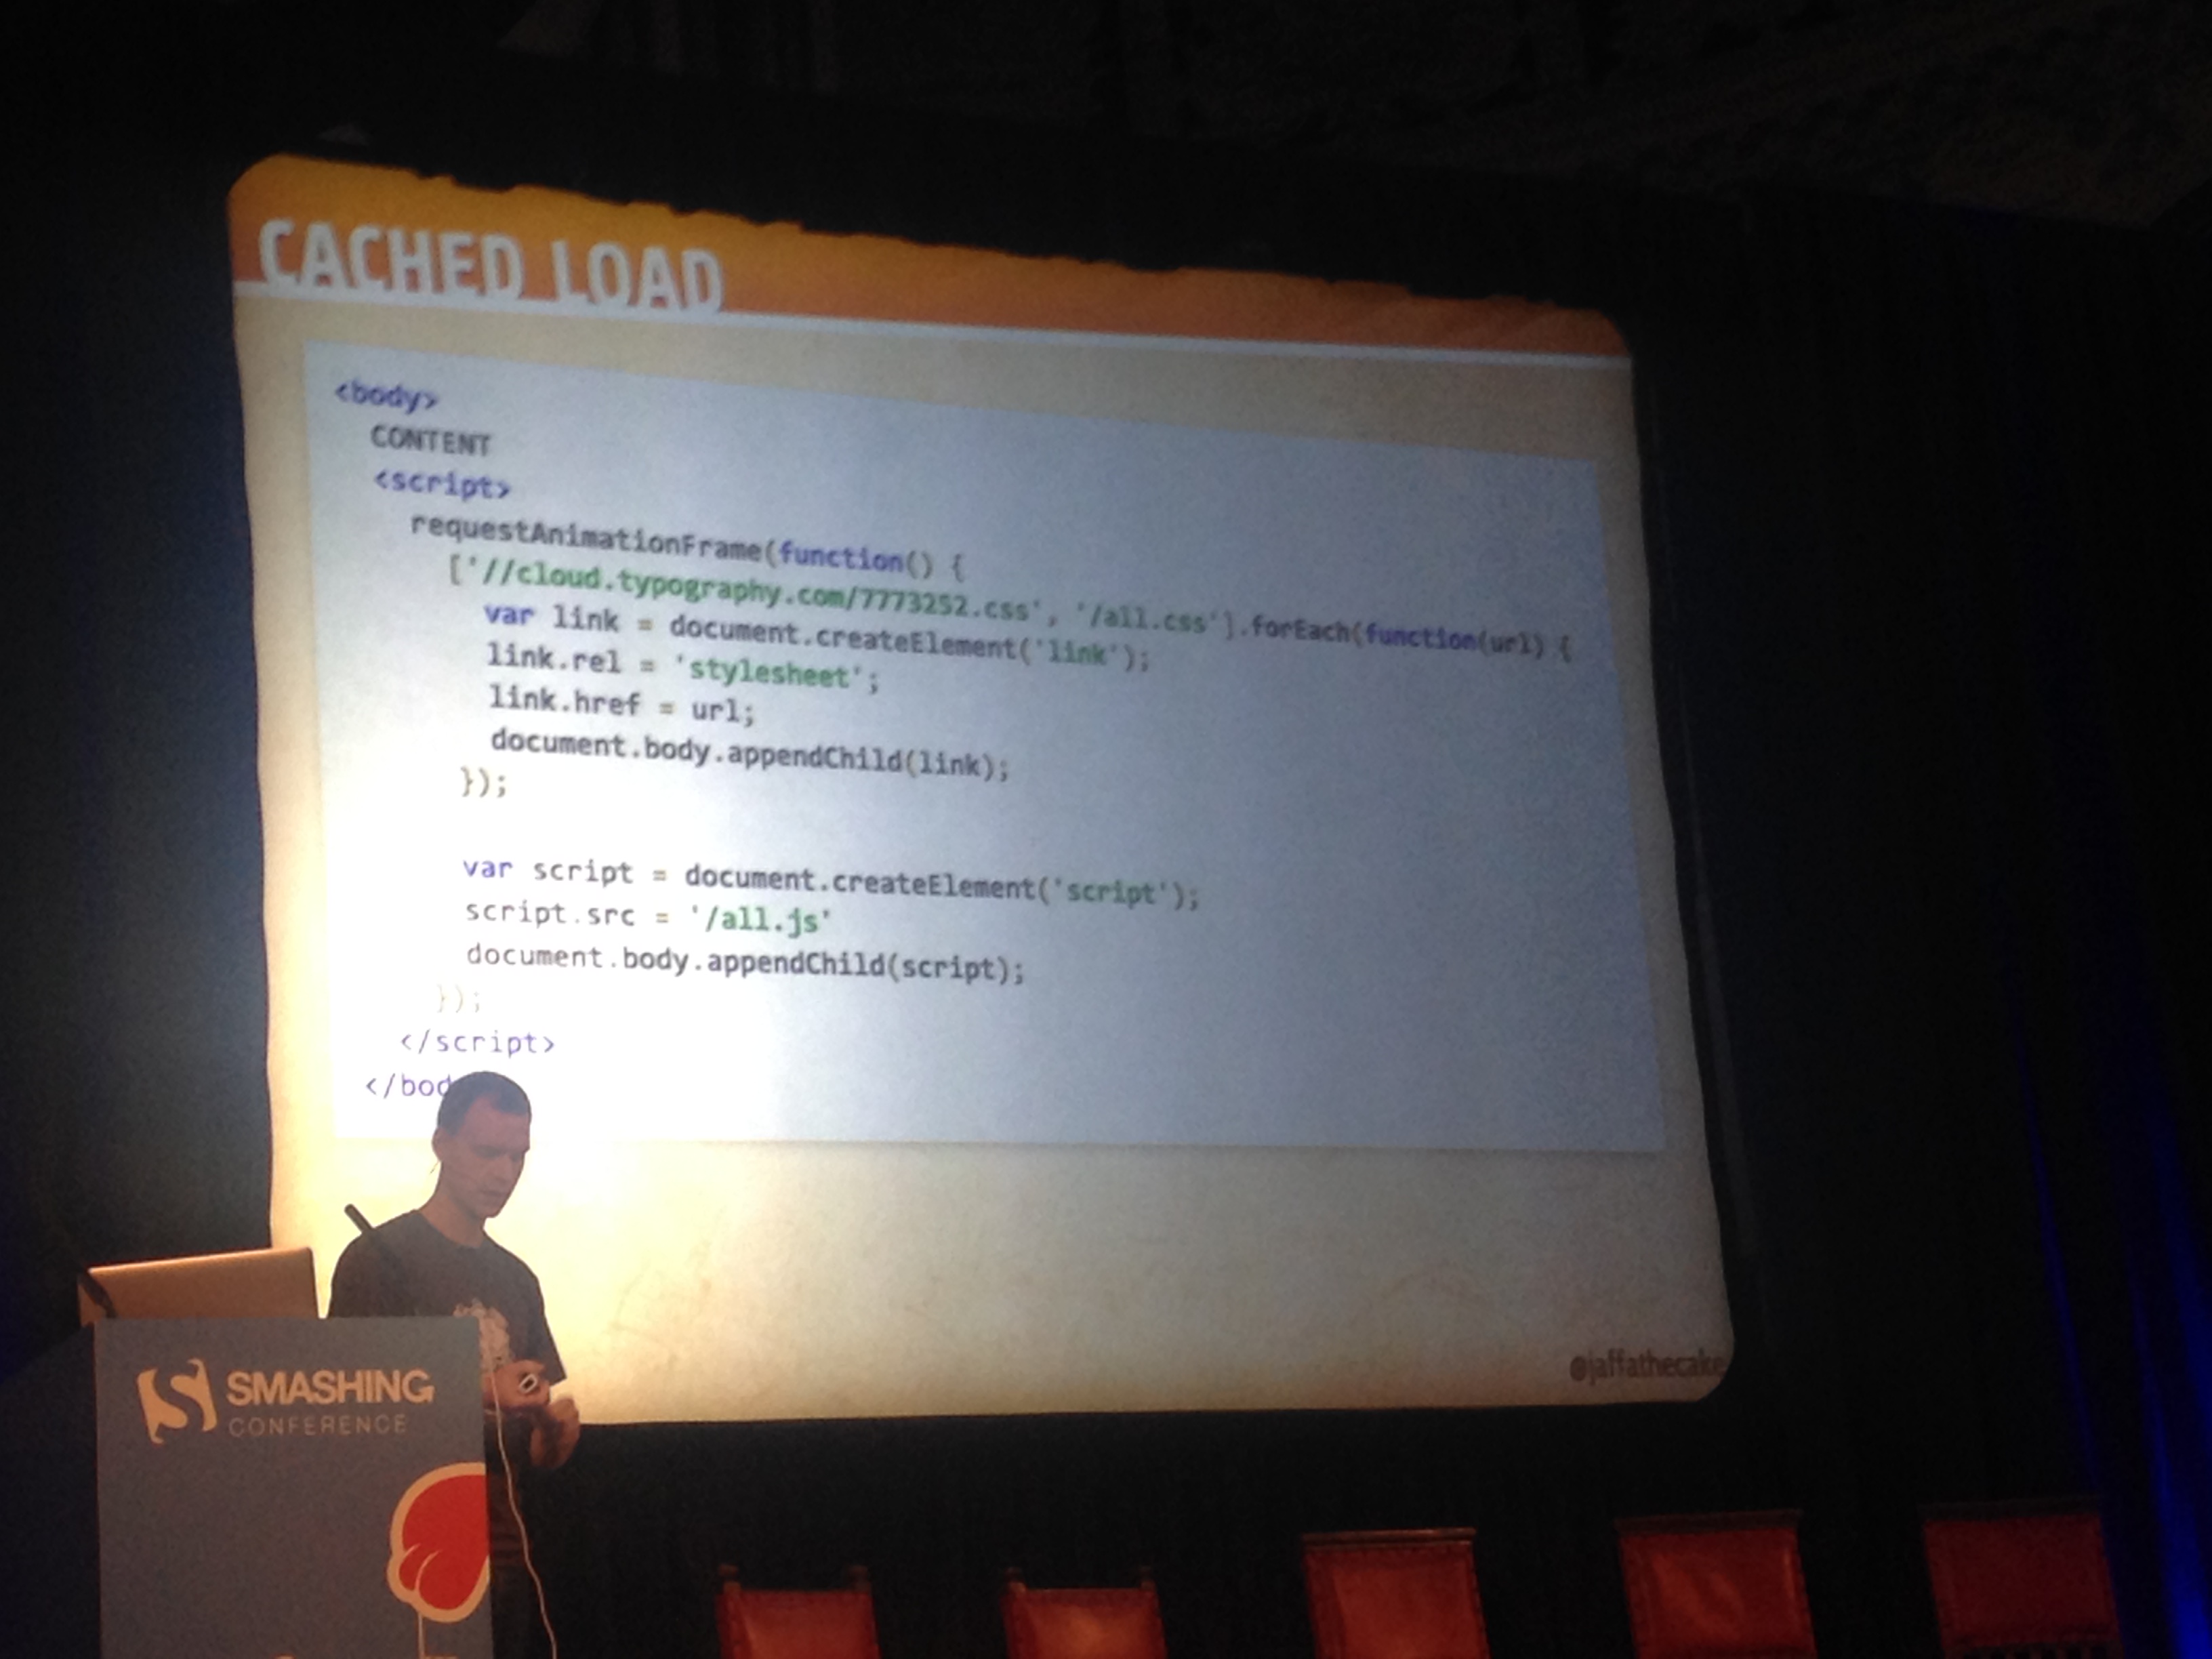 CACHED LOAD
<body>
CONTENT
<script>
requestAnimationFrame(function() {
['//cloud.typography.com/7773252.css', '/all.css'].forEach(function(url) {
var link = document.createElement('link');
link.rel = 'stylesheet';
link.href = url;
document.body.appendChild(link);
});
var script = document.createElement('script');
script.src = '/all.js'
document.body.appendChild(script);
});
</script>
</bod
@jaffathecake
SMASHING
CONFERENCE